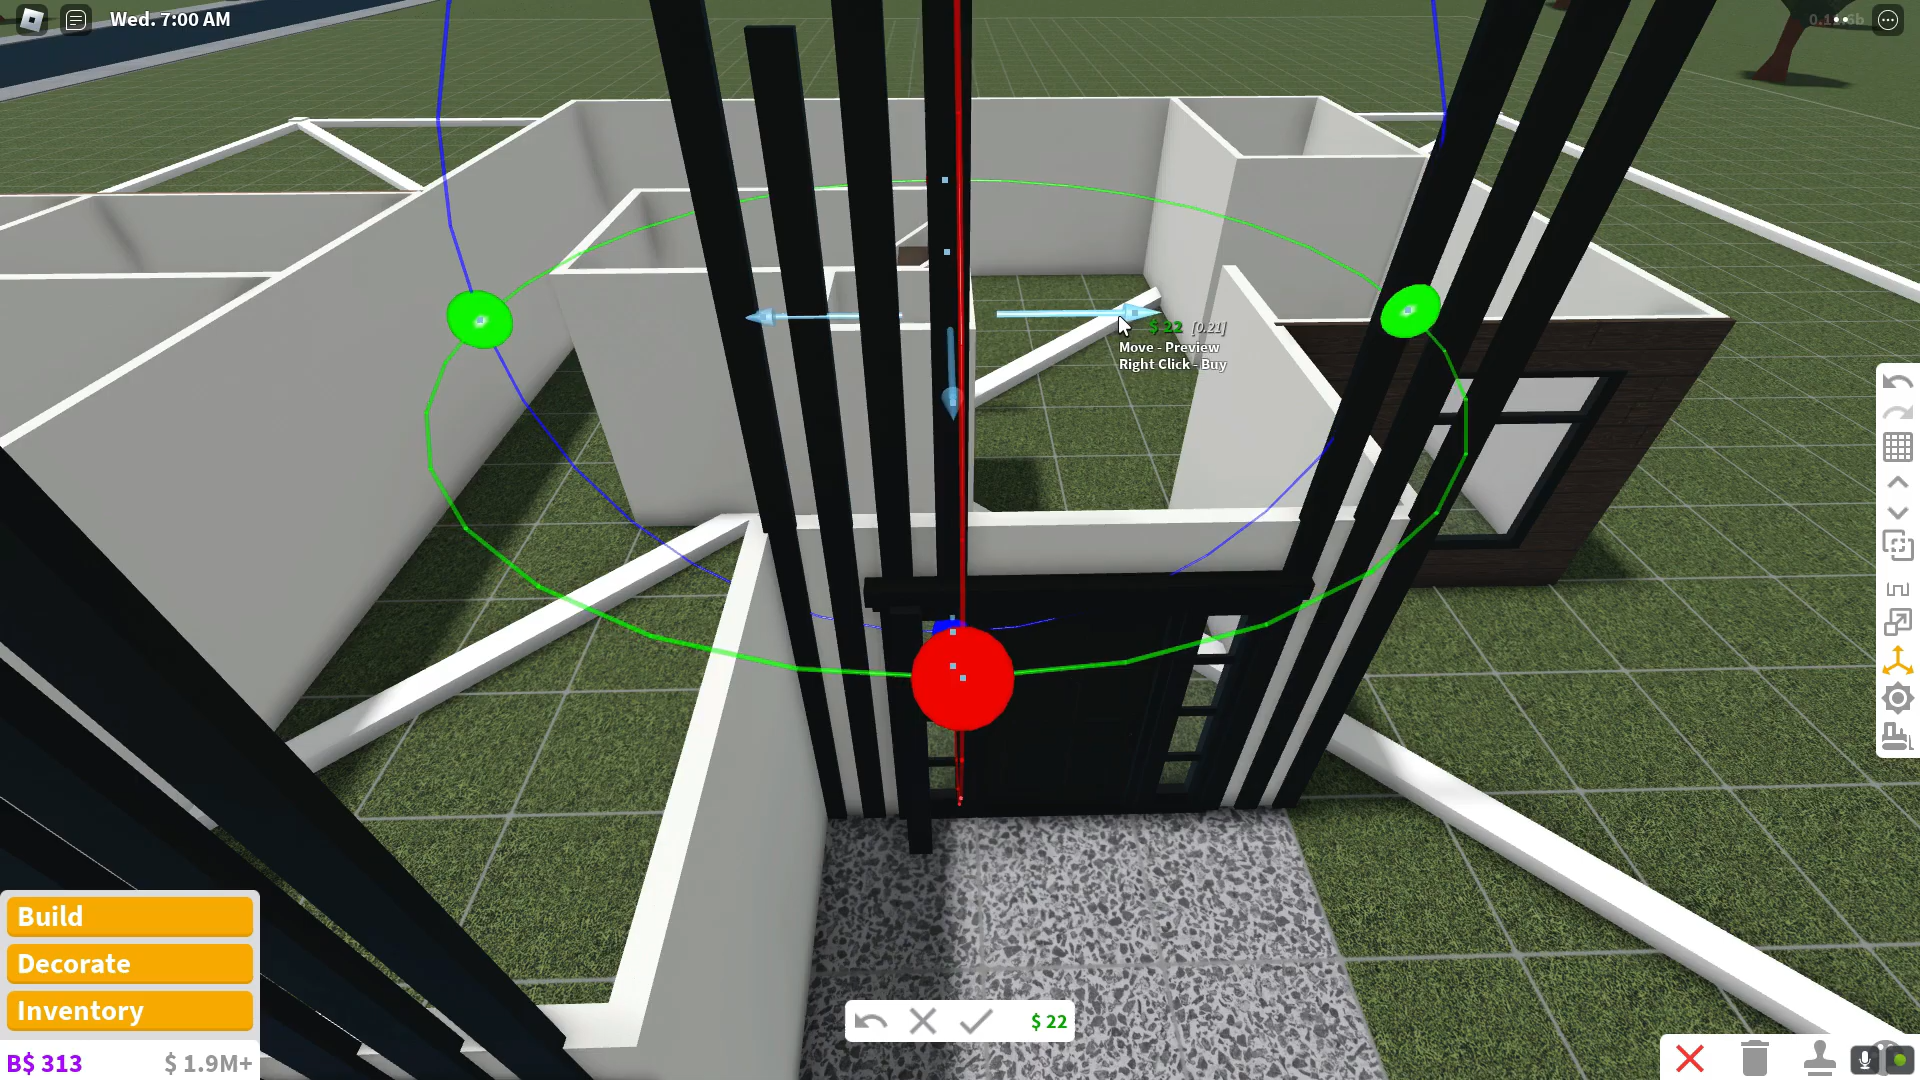 Wed. 7:00 AM
$ 22 [0.21]
Move - Preview
Right Click - Buy
Build
Decorate
Inventory
B$ 313
$ 1.9M+
$ 22